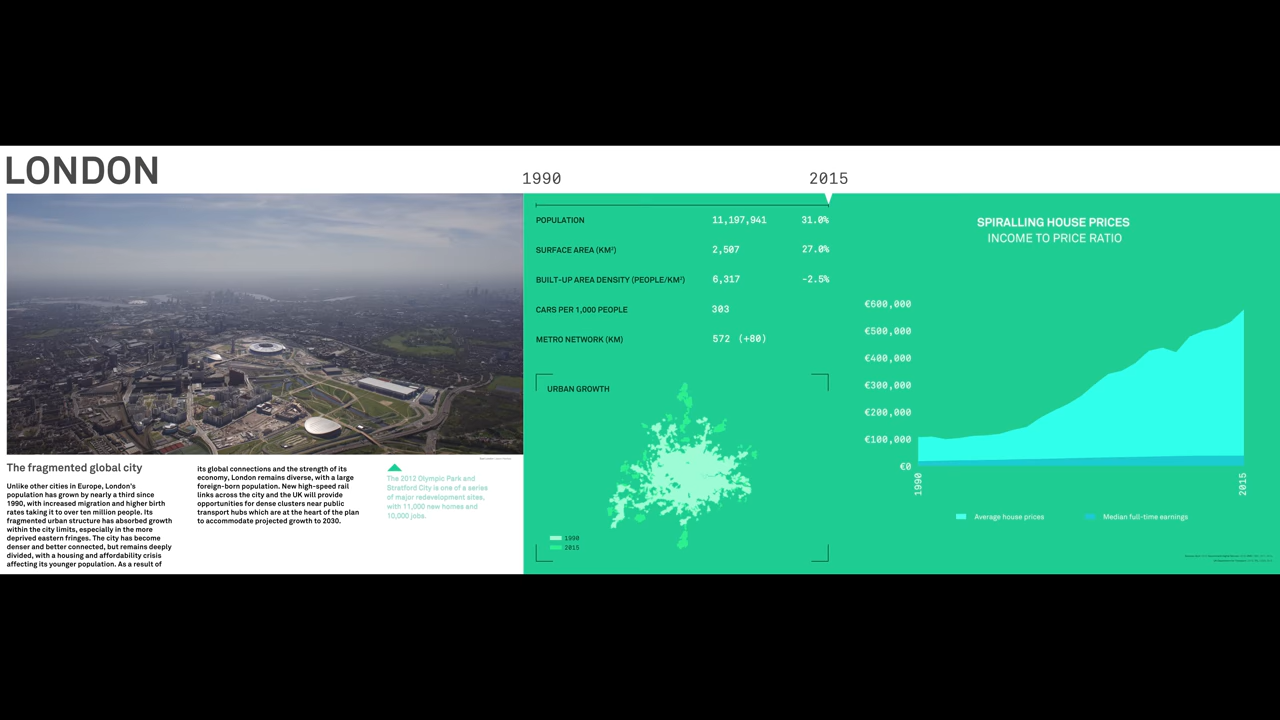 LONDON
The fragmented global city
Unlike other cities in Europe, London's
population has grown by nearly a third since
1990, with increased migration and higher birth
rates taking it to over ten million people. Its
fragmented urban structure has absorbed growth
within the city limits, especially in the more
deprived eastern fringes. The city has become
denser and better connected, but remains deeply
divided, with a housing and affordability crisis
affecting its younger population. As a result of
its global connections and the strength of its
economy, London remains diverse, with a large
foreign-born population. New high-speed rail
links across the city and the UK will provide
opportunities for dense clusters near public
transport hubs which are at the heart of the plan
to accommodate projected growth to 2030.
The 2012 Olympic Park and
Stretford City is one of a series
of major redevelopment sites,
with 11,000 new homes and
10,000 jobs.
1990 2015
POPULATION 11,197,941 31.0%
SURFACE AREA (KM²) 2,507 27.0%
BUILT-UP AREA DENSITY (PEOPLE/KM²) 6,317 -2.5%
CARS PER 1,000 PEOPLE 303
METRO NETWORK (KM) 572 (+80)
URBAN GROWTH
1990
2015
SPIRALLING HOUSE PRICES
INCOME TO PRICE RATIO
€600,000
€500,000
€400,000
€300,000
€200,000
€100,000
€0
1990 2015
Average house prices Median full-time earnings